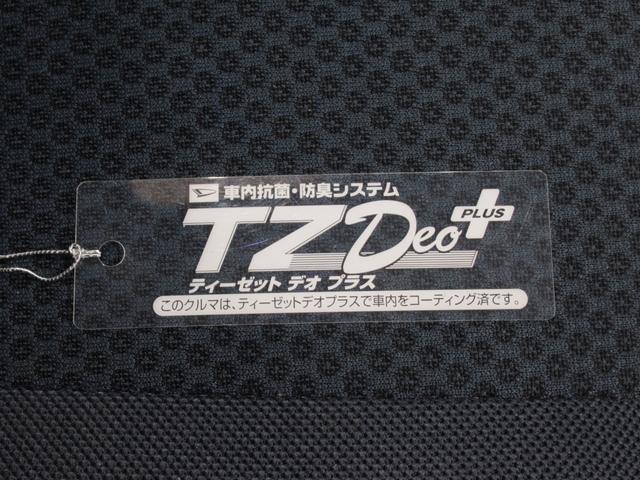 車内抗菌・防臭システム
TZ Deo PLUS
ティーゼット デオ プラス
このクルマは、ティーゼットデオプラスで車内をコーティング済です。